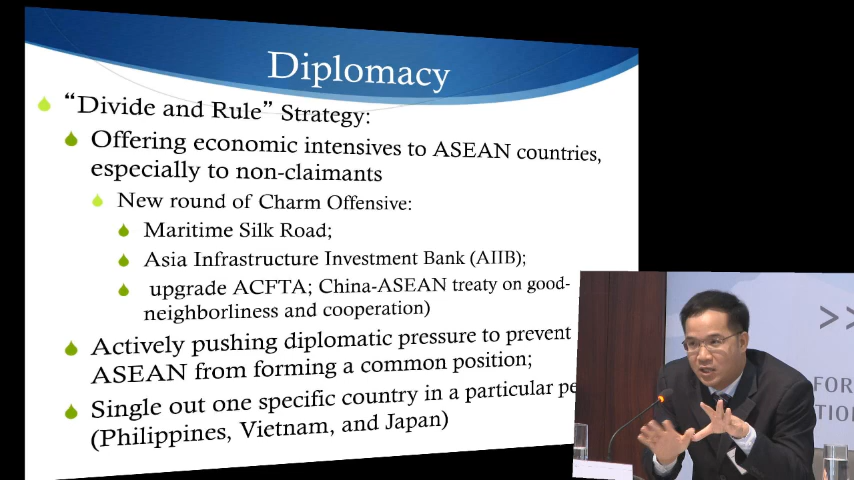 Diplomacy
“Divide and Rule” Strategy:
Offering economic intensives to ASEAN countries,
especially to non-claimants
New round of Charm Offensive:
Maritime Silk Road;
Asia Infrastructure Investment Bank (AIIB);
upgrade ACFTA; China-ASEAN treaty on good-
neighborliness and cooperation)
Actively pushing diplomatic pressure to prevent
ASEAN from forming a common position;
Single out one specific country in a particular
(Philippines, Vietnam, and Japan)
>>
FOR